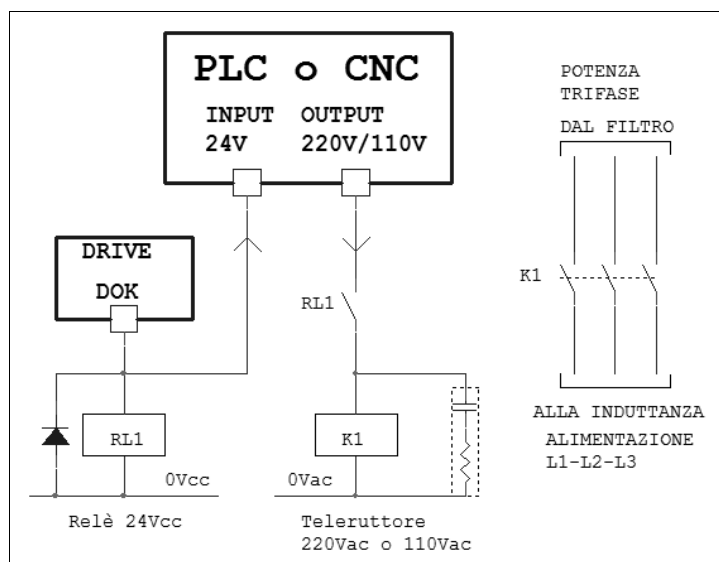 PLC o CNC
INPUT OUTPUT
24V 220V/110V
DRIVE
DOK
RL1
RL1
K1
0Vcc
0Vac
Relè 24Vcc
Teleruttore
220Vac o 110Vac
POTENZA
TRIFASE
DAL FILTRO
K1
ALLA INDUTTANZA
ALIMENTAZIONE
L1-L2-L3